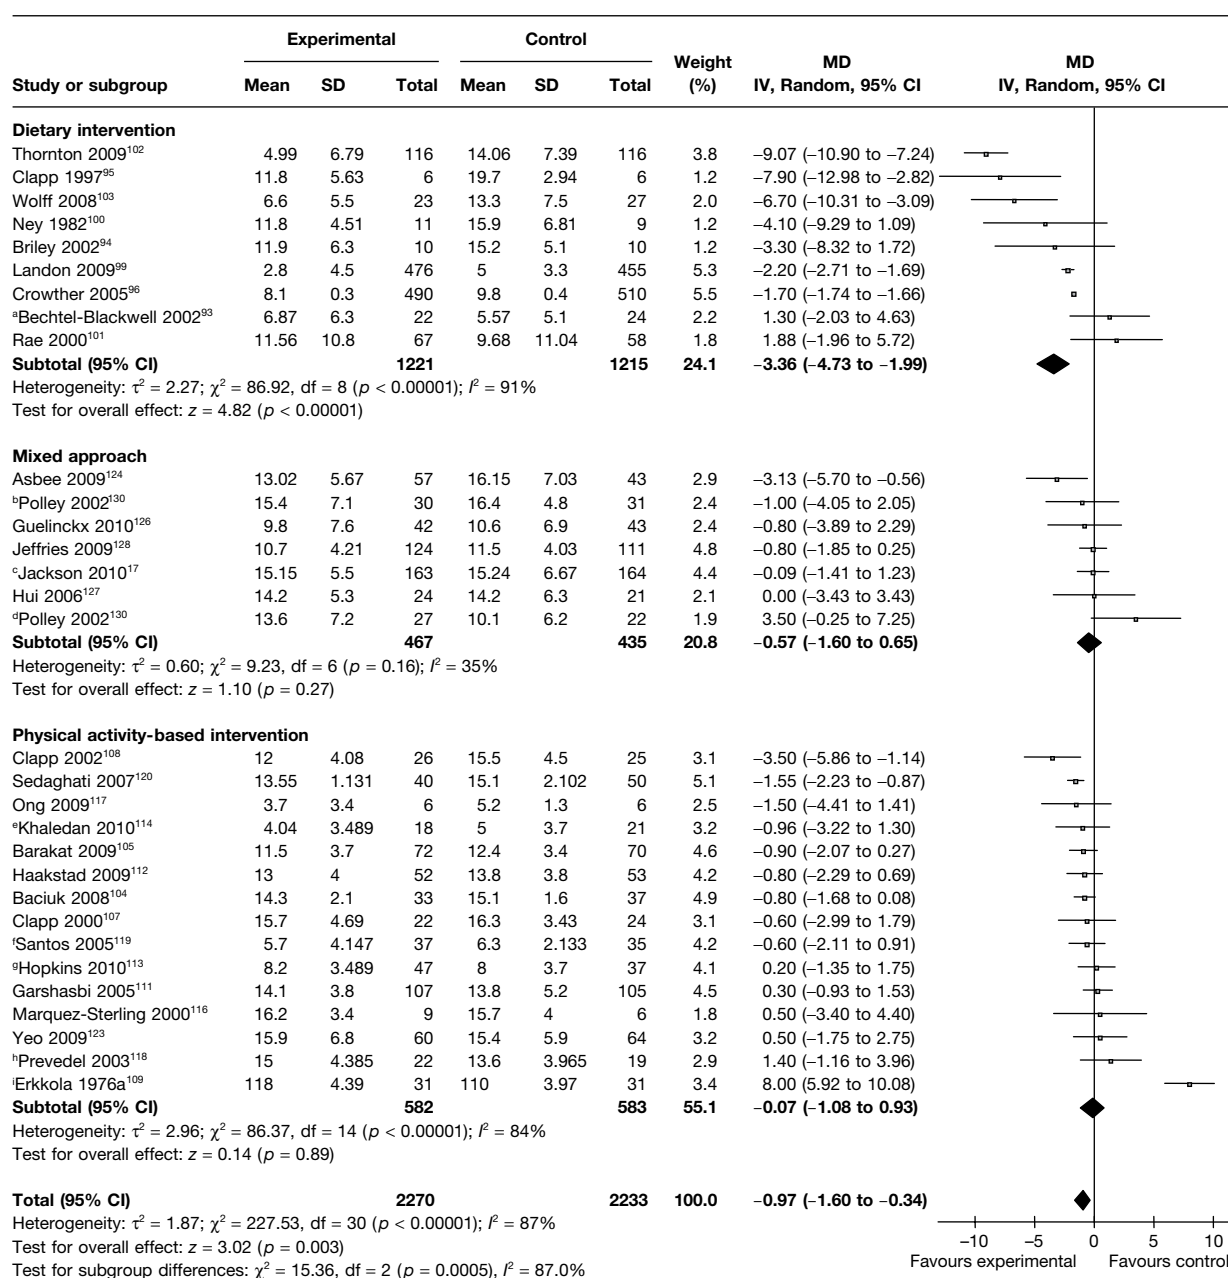 Experimental Control
Weight MD MD
Study or subgroup Mean SD Total Mean SD Total (%) IV, Random, 95% CI IV, Random, 95% CI
Dietary intervention
Thornton 2009¹⁰² 4.99 6.79 116 14.06 7.39 116 3.8 −9.07 (−10.90 to −7.24)
Clapp 1997⁹⁵ 11.8 5.63 6 19.7 2.94 6 1.2 −7.90 (−12.98 to −2.82)
Wolff 2008¹⁰³ 6.6 5.5 23 13.3 7.5 27 2.0 −6.70 (−10.31 to −3.09)
Ney 1982¹⁰⁰ 11.8 4.51 11 15.9 6.81 9 1.2 −4.10 (−9.29 to 1.09)
Briley 2002⁹⁴ 11.9 6.3 10 15.2 5.1 10 1.2 −3.30 (−8.32 to 1.72)
Landon 2009⁹⁹ 2.8 4.5 476 5 3.3 455 5.3 −2.20 (−2.71 to −1.69)
Crowther 2005⁹⁶ 8.1 0.3 490 9.8 0.4 510 5.5 −1.70 (−1.74 to −1.66)
ᵃBechtel-Blackwell 2002⁹³ 6.87 6.3 22 5.57 5.1 24 2.2 1.30 (−2.03 to 4.63)
Rae 2000¹⁰¹ 11.56 10.8 67 9.68 11.04 58 1.8 1.88 (−1.96 to 5.72)
Subtotal (95% CI) 1221 1215 24.1 −3.36 (−4.73 to −1.99)
Heterogeneity: τ² = 2.27; χ² = 86.92, df = 8 (p < 0.00001); I² = 91%
Test for overall effect: z = 4.82 (p < 0.00001)
Mixed approach
Asbee 2009¹²⁴ 13.02 5.67 57 16.15 7.03 43 2.9 −3.13 (−5.70 to −0.56)
ᵇPolley 2002¹³⁰ 15.4 7.1 30 16.4 4.8 31 2.4 −1.00 (−4.05 to 2.05)
Guelinckx 2010¹²⁶ 9.8 7.6 42 10.6 6.9 43 2.4 −0.80 (−3.89 to 2.29)
Jeffries 2009¹²⁸ 10.7 4.21 124 11.5 4.03 111 4.8 −0.80 (−1.85 to 0.25)
ᶜJackson 2010¹⁷ 15.15 5.5 163 15.24 6.67 164 4.4 −0.09 (−1.41 to 1.23)
Hui 2006¹²⁷ 14.2 5.3 24 14.2 6.3 21 2.1 0.00 (−3.43 to 3.43)
ᵈPolley 2002¹³⁰ 13.6 7.2 27 10.1 6.2 22 1.9 3.50 (−0.25 to 7.25)
Subtotal (95% CI) 467 435 20.8 −0.57 (−1.60 to 0.65)
Heterogeneity: τ² = 0.60; χ² = 9.23, df = 6 (p = 0.16); I² = 35%
Test for overall effect: z = 1.10 (p = 0.27)
Physical activity-based intervention
Clapp 2002¹⁰⁸ 12 4.08 26 15.5 4.5 25 3.1 −3.50 (−5.86 to −1.14)
Sedaghati 2007¹²⁰ 13.55 1.131 40 15.1 2.102 50 5.1 −1.55 (−2.23 to −0.87)
Ong 2009¹¹⁷ 3.7 3.4 6 5.2 1.3 6 2.5 −1.50 (−4.41 to 1.41)
ᵉKhaledan 2010¹¹⁴ 4.04 3.489 18 5 3.7 21 3.2 −0.96 (−3.22 to 1.30)
Barakat 2009¹⁰⁵ 11.5 3.7 72 12.4 3.4 70 4.6 −0.90 (−2.07 to 0.27)
Haakstad 2009¹¹² 13 4 52 13.8 3.8 53 4.2 −0.80 (−2.29 to 0.69)
Baciuk 2008¹⁰⁴ 14.3 2.1 33 15.1 1.6 37 4.9 −0.80 (−1.68 to 0.08)
Clapp 2000¹⁰⁷ 15.7 4.69 22 16.3 3.43 24 3.1 −0.60 (−2.99 to 1.79)
ᶠSantos 2005¹¹⁹ 5.7 4.147 37 6.3 2.133 35 4.2 −0.60 (−2.11 to 0.91)
ᵍHopkins 2010¹¹³ 8.2 3.489 47 8 3.7 37 4.1 0.20 (−1.35 to 1.75)
Garshasbi 2005¹¹¹ 14.1 3.8 107 13.8 5.2 105 4.5 0.30 (−0.93 to 1.53)
Marquez-Sterling 2000¹¹⁶ 16.2 3.4 9 15.7 4 6 1.8 0.50 (−3.40 to 4.40)
Yeo 2009¹²³ 15.9 6.8 60 15.4 5.9 64 3.2 0.50 (−1.75 to 2.75)
ʰPrevedel 2003¹¹⁸ 15 4.385 22 13.6 3.965 19 2.9 1.40 (−1.16 to 3.96)
ⁱErkkola 1976a¹⁰⁹ 118 4.39 31 110 3.97 31 3.4 8.00 (5.92 to 10.08)
Subtotal (95% CI) 582 583 55.1 −0.07 (−1.08 to 0.93)
Heterogeneity: τ² = 2.96; χ² = 86.37, df = 14 (p < 0.00001); I² = 84%
Test for overall effect: z = 0.14 (p = 0.89)
Total (95% CI) 2270 2233 100.0 −0.97 (−1.60 to −0.34)
Heterogeneity: τ² = 1.87; χ² = 227.53, df = 30 (p < 0.00001); I² = 87%
Test for overall effect: z = 3.02 (p = 0.003)
Test for subgroup differences: χ² = 15.36, df = 2 (p = 0.0005), I² = 87.0%
−10 −5 0 5 10
Favours experimental Favours control